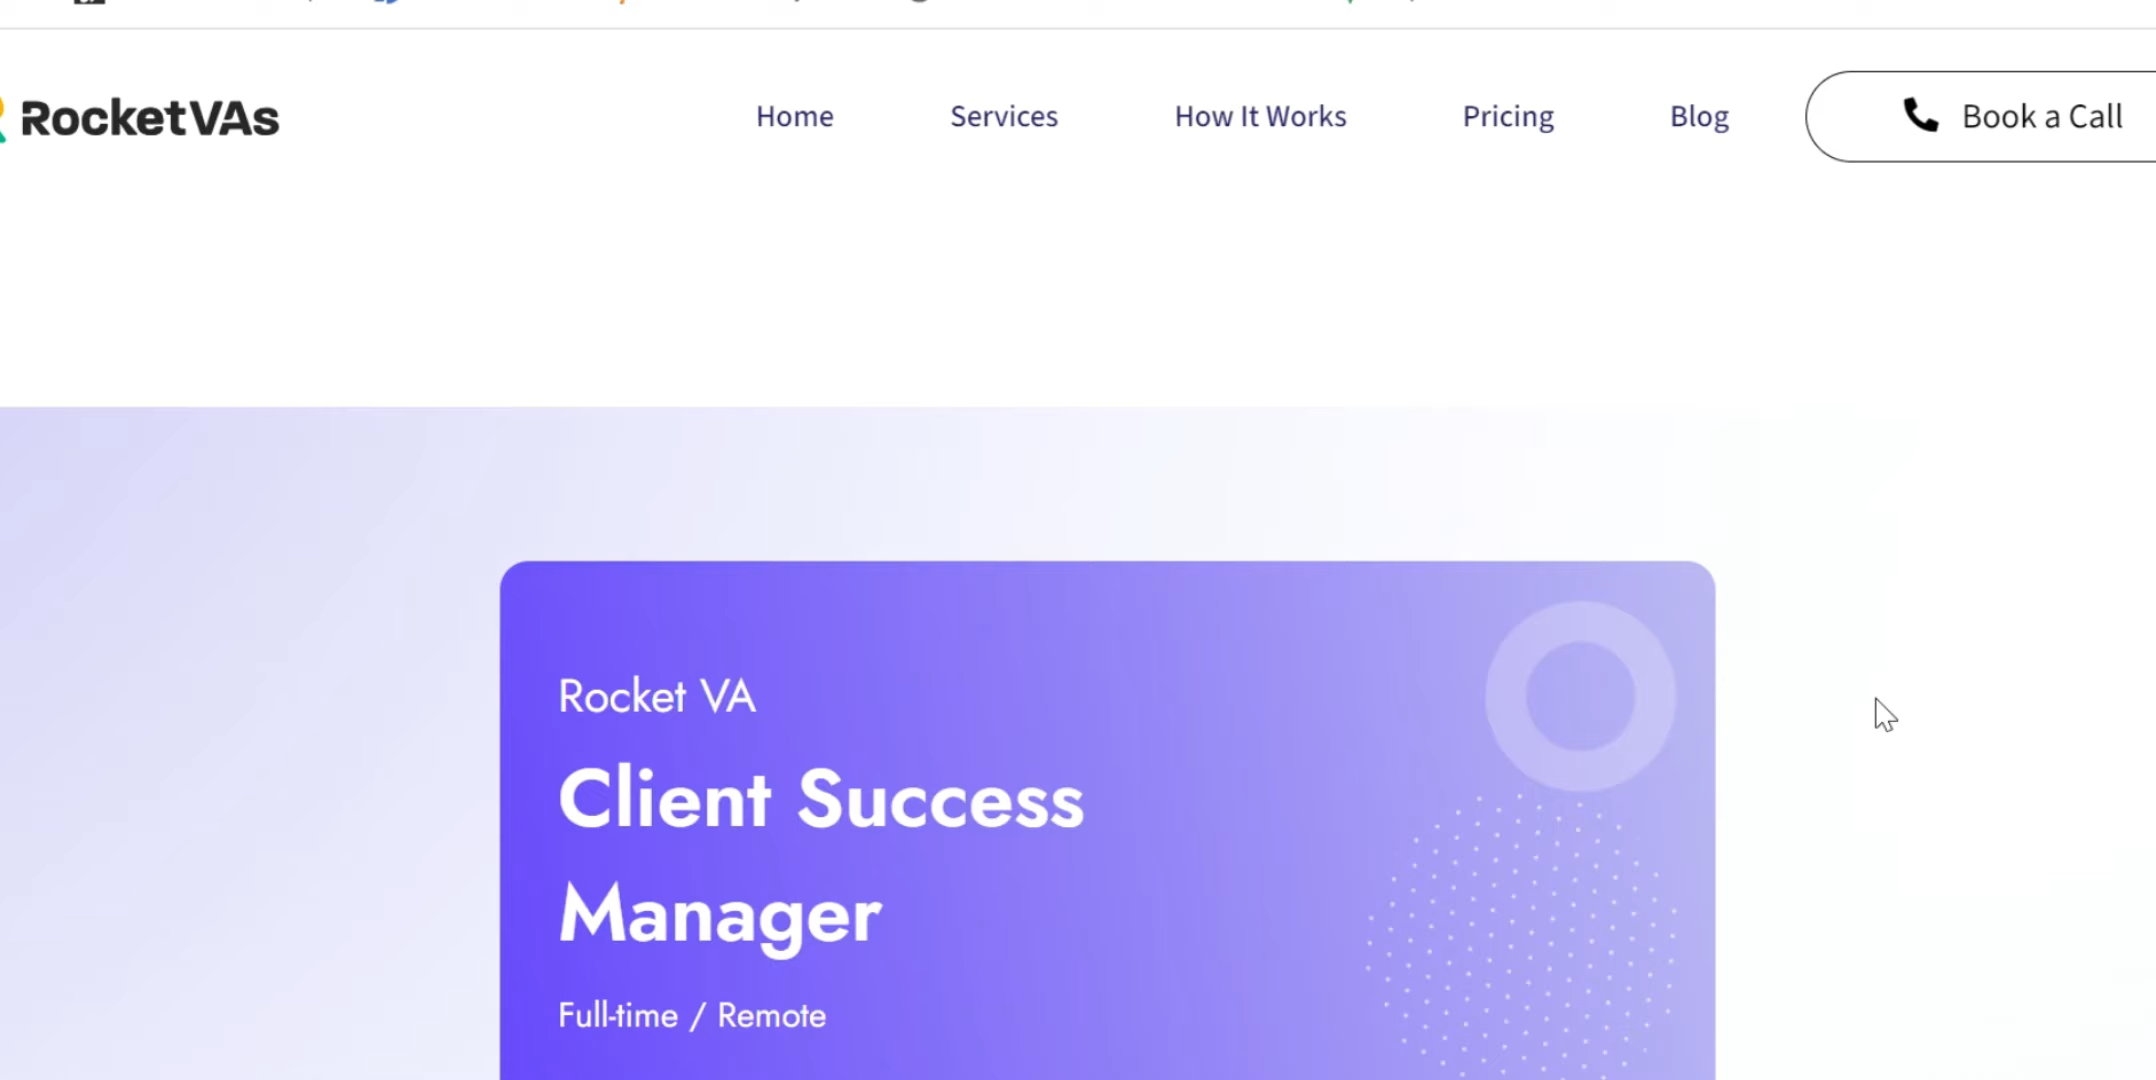 RocketVAs
Home Services How It Works Pricing Blog Book a Call
Rocket VA
Client Success
Manager
Full-time / Remote